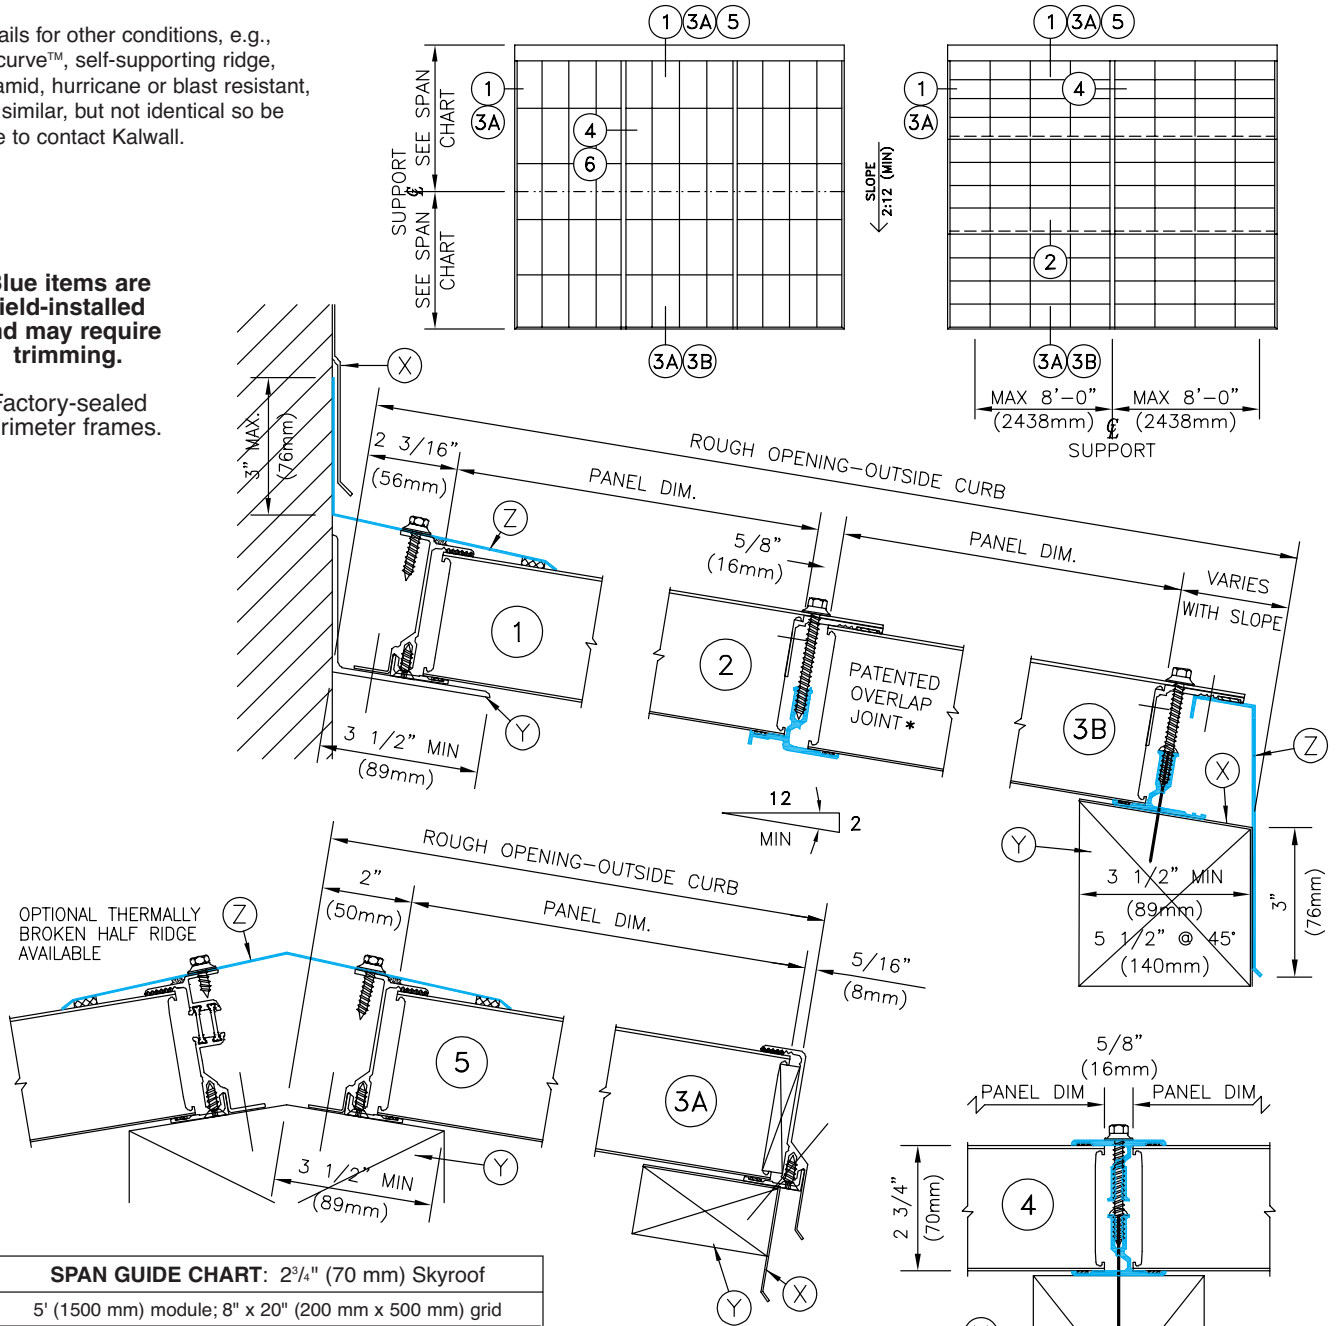 ails for other conditions, e.g.,
curve™, self-supporting ridge,
amid, hurricane or blast resistant,
similar, but not identical so be
e to contact Kalwall.
Blue items are
field-installed
nd may require
trimming.
Factory-sealed
rimeter frames.
1 3A 5
1
3A
4
6
3A 3B
SUPPORT
℄
SEE SPAN
CHART
SEE SPAN
CHART
SLOPE
2:12 (MIN)
1 3A 5
1
3A
4
2
3A 3B
MAX 8'-0"
(2438mm)
MAX 8'-0"
(2438mm)
℄
SUPPORT
X
3" MAX.
(76mm)
2 3/16"
(56mm)
ROUGH OPENING-OUTSIDE CURB
PANEL DIM.
Z
1
3 1/2" MIN
(89mm)
Y
5/8"
(16mm)
PANEL DIM.
2
PATENTED
OVERLAP
JOINT*
VARIES
WITH SLOPE
3B
Z
X
Y
3 1/2" MIN
(89mm)
5 1/2" @ 45°
(140mm)
3"
(76mm)
12
MIN
2
ROUGH OPENING-OUTSIDE CURB
2"
(50mm)
PANEL DIM.
5/16"
(8mm)
OPTIONAL THERMALLY
BROKEN HALF RIDGE
AVAILABLE
Z
5
3 1/2" MIN
(89mm)
Y
3A
Y
X
5/8"
(16mm)
PANEL DIM
PANEL DIM
2 3/4"
(70mm)
4
SPAN GUIDE CHART: 2³/₄" (70 mm) Skyroof
5' (1500 mm) module; 8" x 20" (200 mm x 500 mm) grid